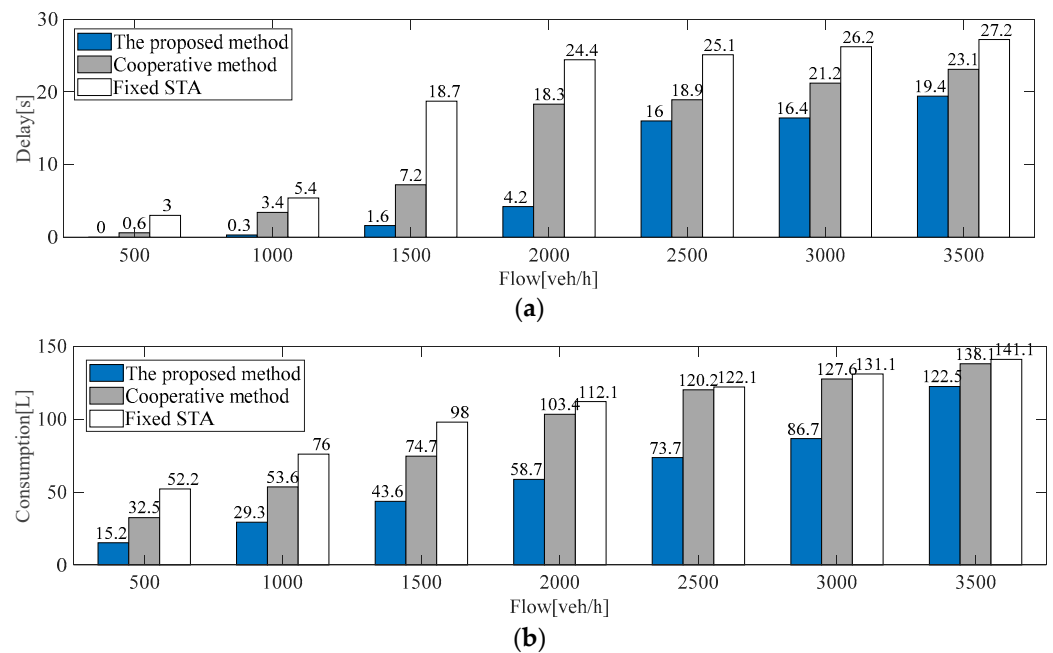 30
20
10
0
Delay[s]
The proposed method
Cooperative method
Fixed STA
0 0.6 3
0.3 3.4 5.4
1.6 7.2 18.7
4.2 18.3 24.4
16 18.9 25.1
16.4 21.2 26.2
19.4 23.1 27.2
500 1000 1500 2000 2500 3000 3500
Flow[veh/h]
(a)
150
100
50
0
Consumption[L]
The proposed method
Cooperative method
Fixed STA
15.2 32.5 52.2
29.3 53.6 76
43.6 74.7 98
58.7 103.4 112.1
73.7 120.2 122.1
86.7 127.6 131.1
122.5 138.1 141.1
500 1000 1500 2000 2500 3000 3500
Flow[veh/h]
(b)